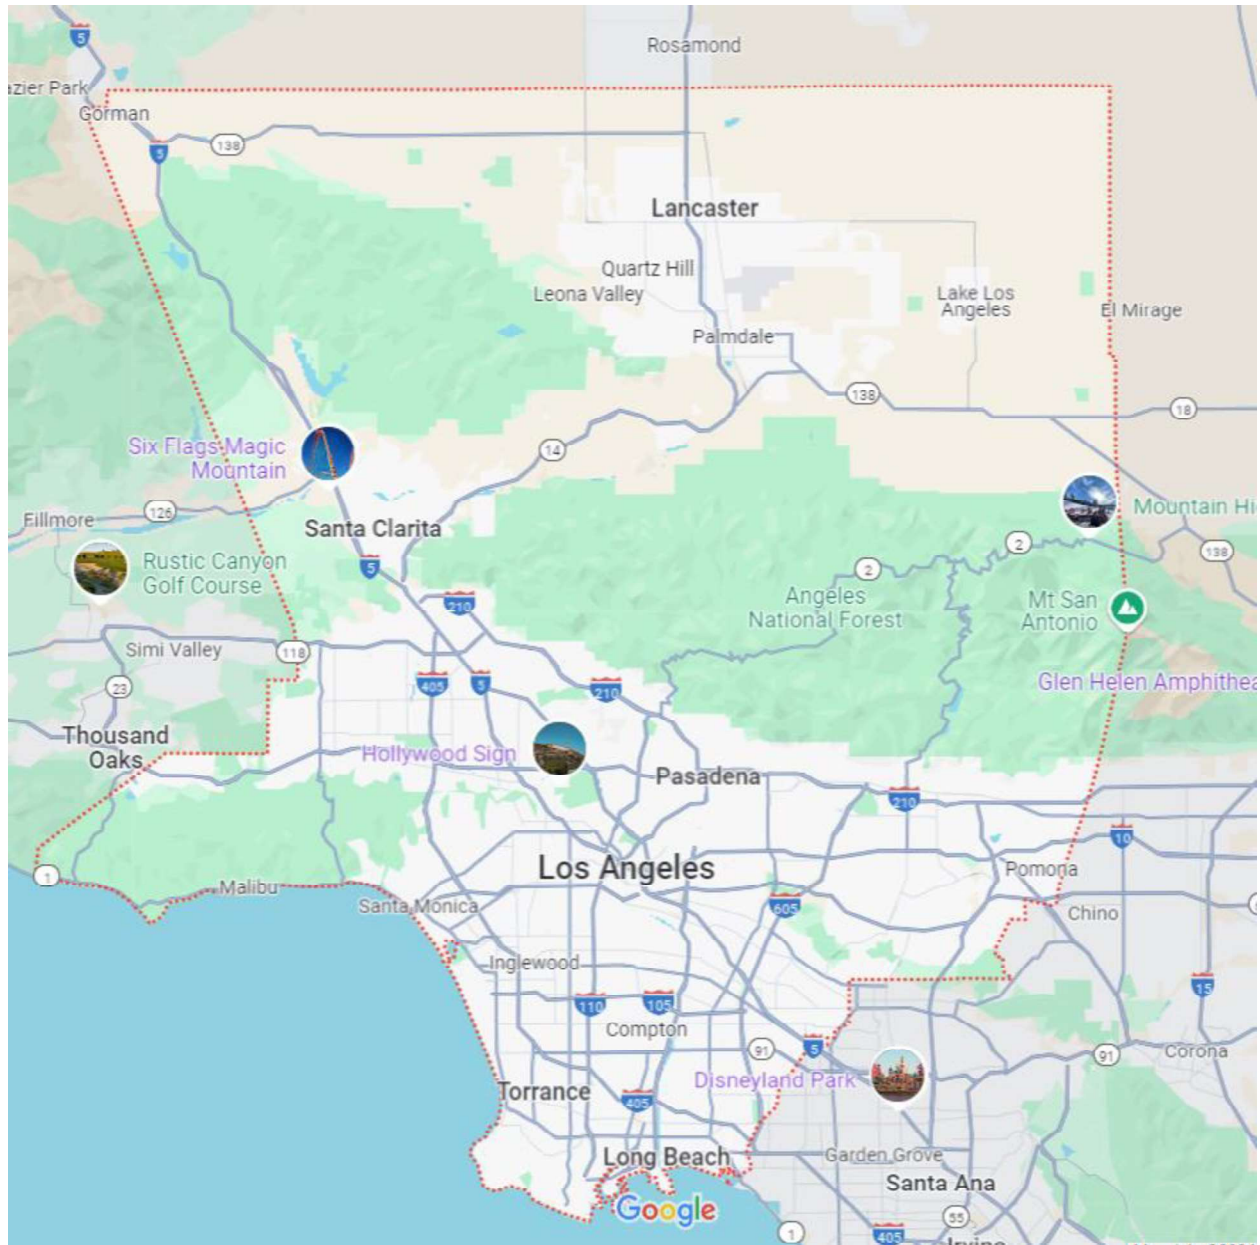 5
Rosamond
azier Park
Gorman
138
5
Lancaster
Quartz Hill
Leona Valley
Lake Los
Angeles
El Mirage
Palmdale
138
18
Six Flags Magic
Mountain
14
126
Fillmore
Santa Clarita
Mountain Hi
138
2
2
Rustic Canyon
Golf Course
5
210
Angeles
National Forest
Mt San
Antonio
Simi Valley
118
23
405
5
210
Glen Helen Amphithea
Thousand
Oaks
Hollywood Sign
Pasadena
210
10
Los Angeles
Pomona
1
Malibu
Santa Monica
605
Chino
Inglewood
110
105
15
Compton
91
5
91
Corona
Disneyland Park
Torrance
405
Long Beach
Garden Grove
Santa Ana
Google
55
1
405
Irvine